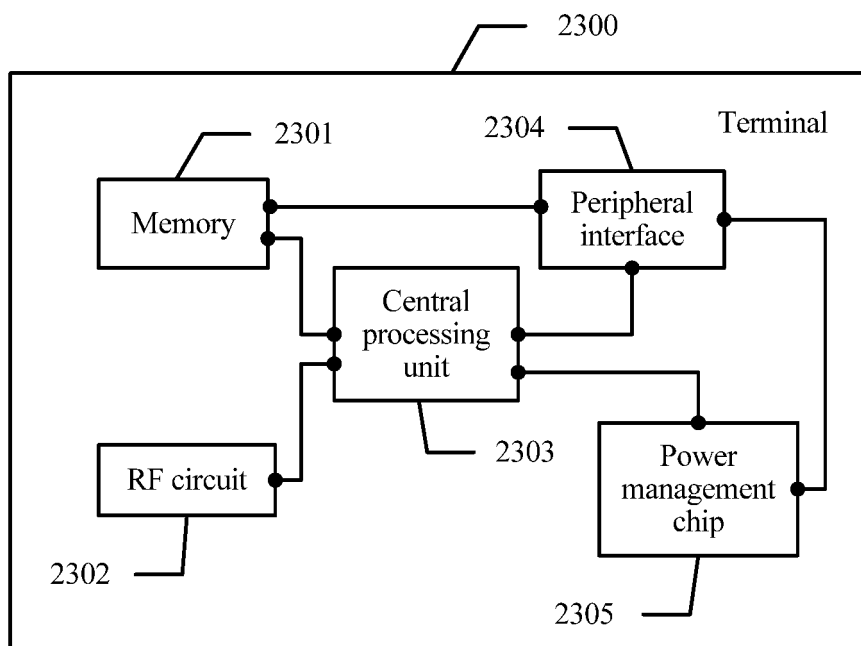 2300
2301
2304
Terminal
Memory
Peripheral
interface
Central
processing
unit
2303
RF circuit
Power
management
chip
2302
2305